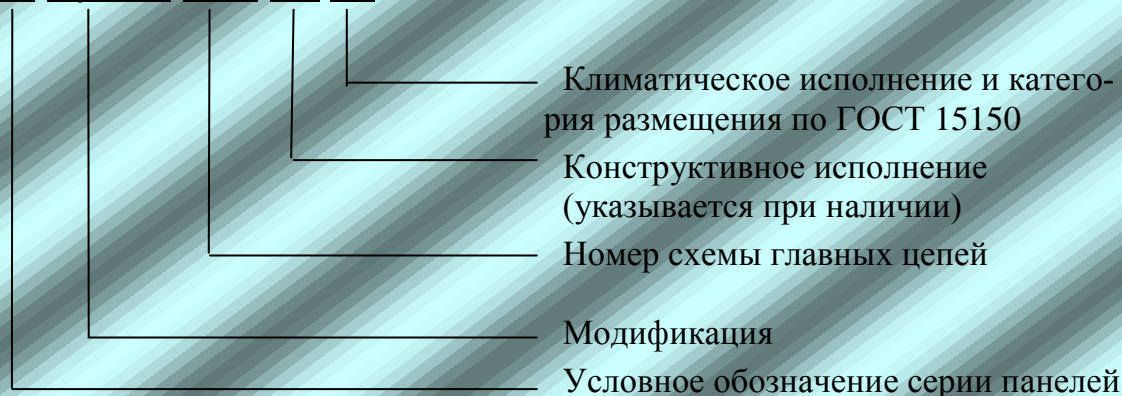 Климатическое исполнение и катего-
рия размещения по ГОСТ 15150
Конструктивное исполнение
(указывается при наличии)
Номер схемы главных цепей
Модификация
Условное обозначение серии панелей